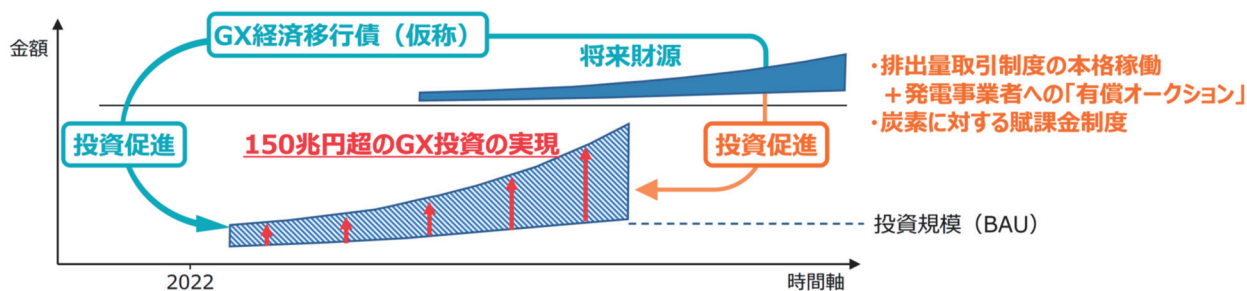 金額
GX経済移行債（仮称）
将来財源
・排出量取引制度の本格稼働
＋発電事業者への「有償オークション」
・炭素に対する賦課金制度
投資促進
150兆円超のGX投資の実現
投資促進
投資規模（BAU）
2022
時間軸